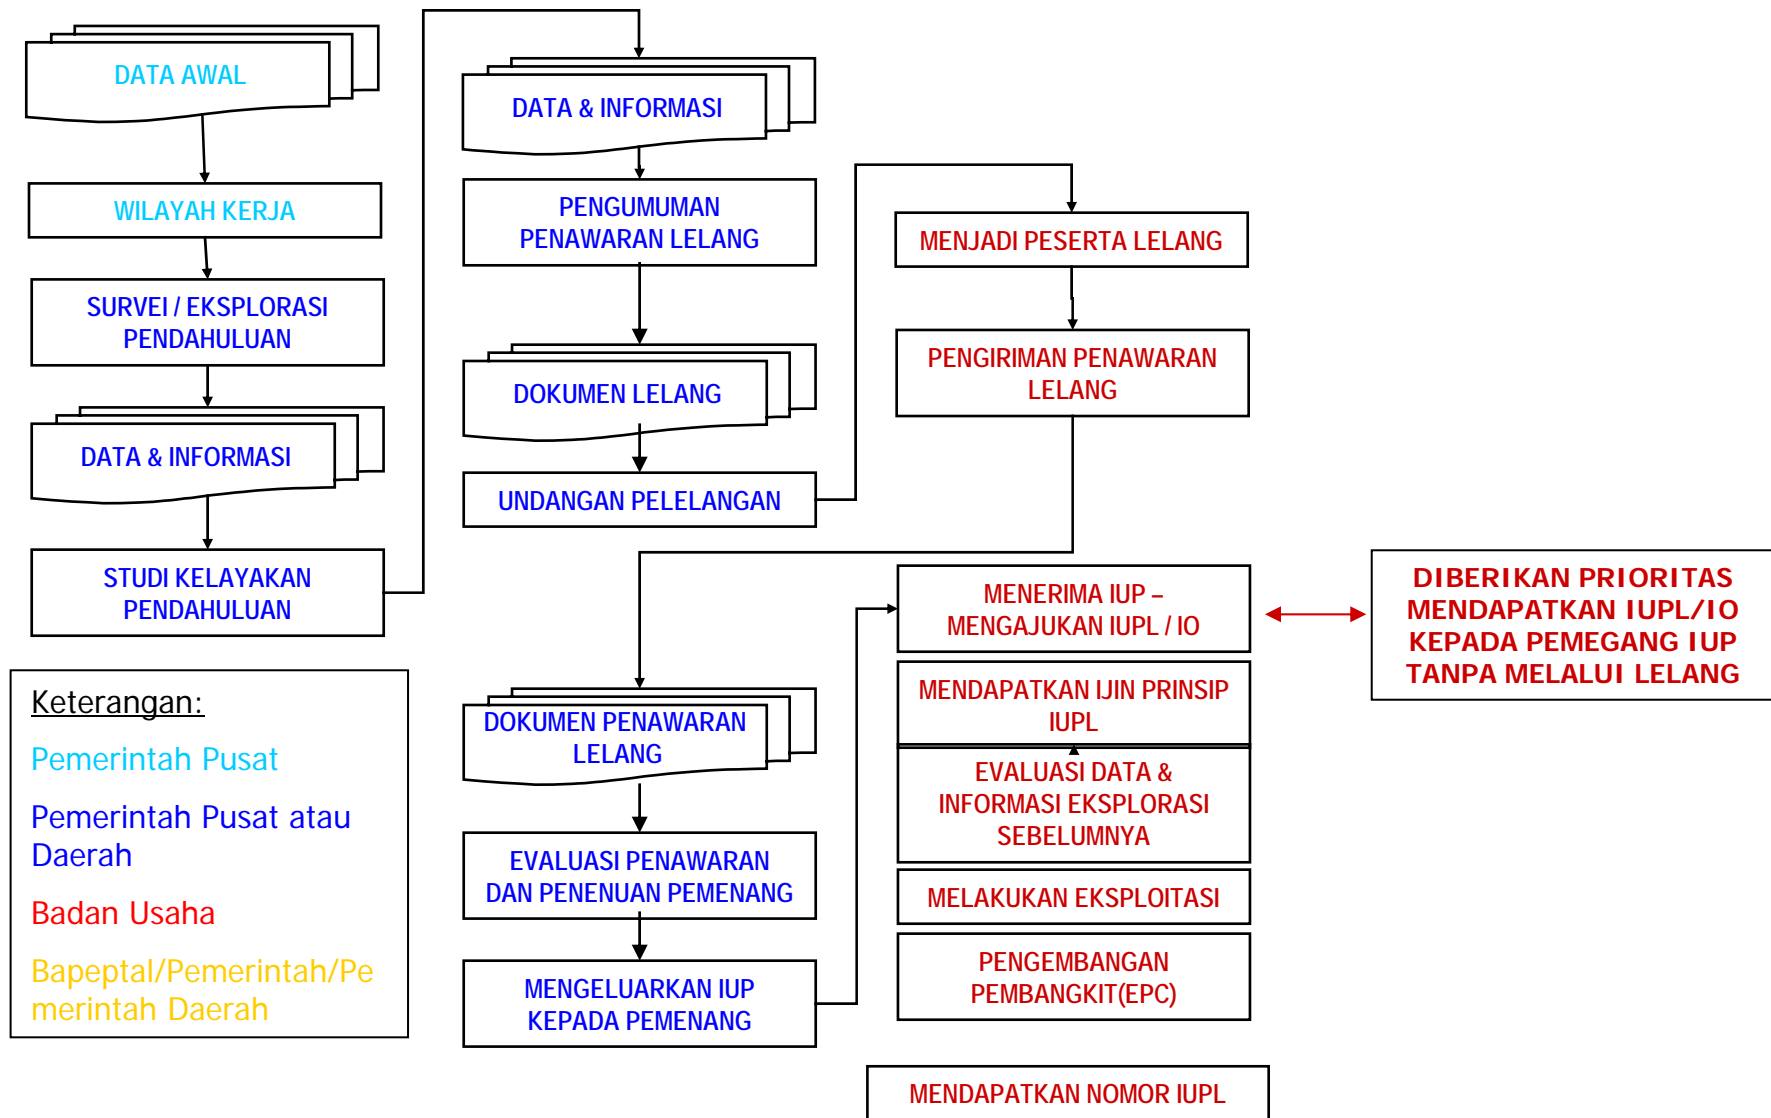 DATA AWAL
WILAYAH KERJA
SURVEI / EKSPLORASI
PENDAHULUAN
DATA & INFORMASI
STUDI KELAYAKAN
PENDAHULUAN
DATA & INFORMASI
PENGUMUMAN
PENAWARAN LELANG
DOKUMEN LELANG
UNDANGAN PELELANGAN
MENJADI PESERTA LELANG
PENGIRIMAN PENAWARAN
LELANG
DOKUMEN PENAWARAN
LELANG
EVALUASI PENAWARAN
DAN PENENUAN PEMENANG
MENGELUARKAN IUP
KEPADA PEMENANG
MENERIMA IUP –
MENGAJUKAN IUPL / IO
DIBERIKAN PRIORITAS
MENDAPATKAN IUPL/IO
KEPADA PEMEGANG IUP
TANPA MELALUI LELANG
MENDAPATKAN IJIN PRINSIP
IUPL
EVALUASI DATA &
INFORMASI EKSPLORASI
SEBELUMNYA
MELAKUKAN EKSPLOITASI
PENGEMBANGAN
PEMBANGKIT(EPC)
MENDAPATKAN NOMOR IUPL
Keterangan:
Pemerintah Pusat
Pemerintah Pusat atau
Daerah
Badan Usaha
Bapeptal/Pemerintah/Pe
merintah Daerah